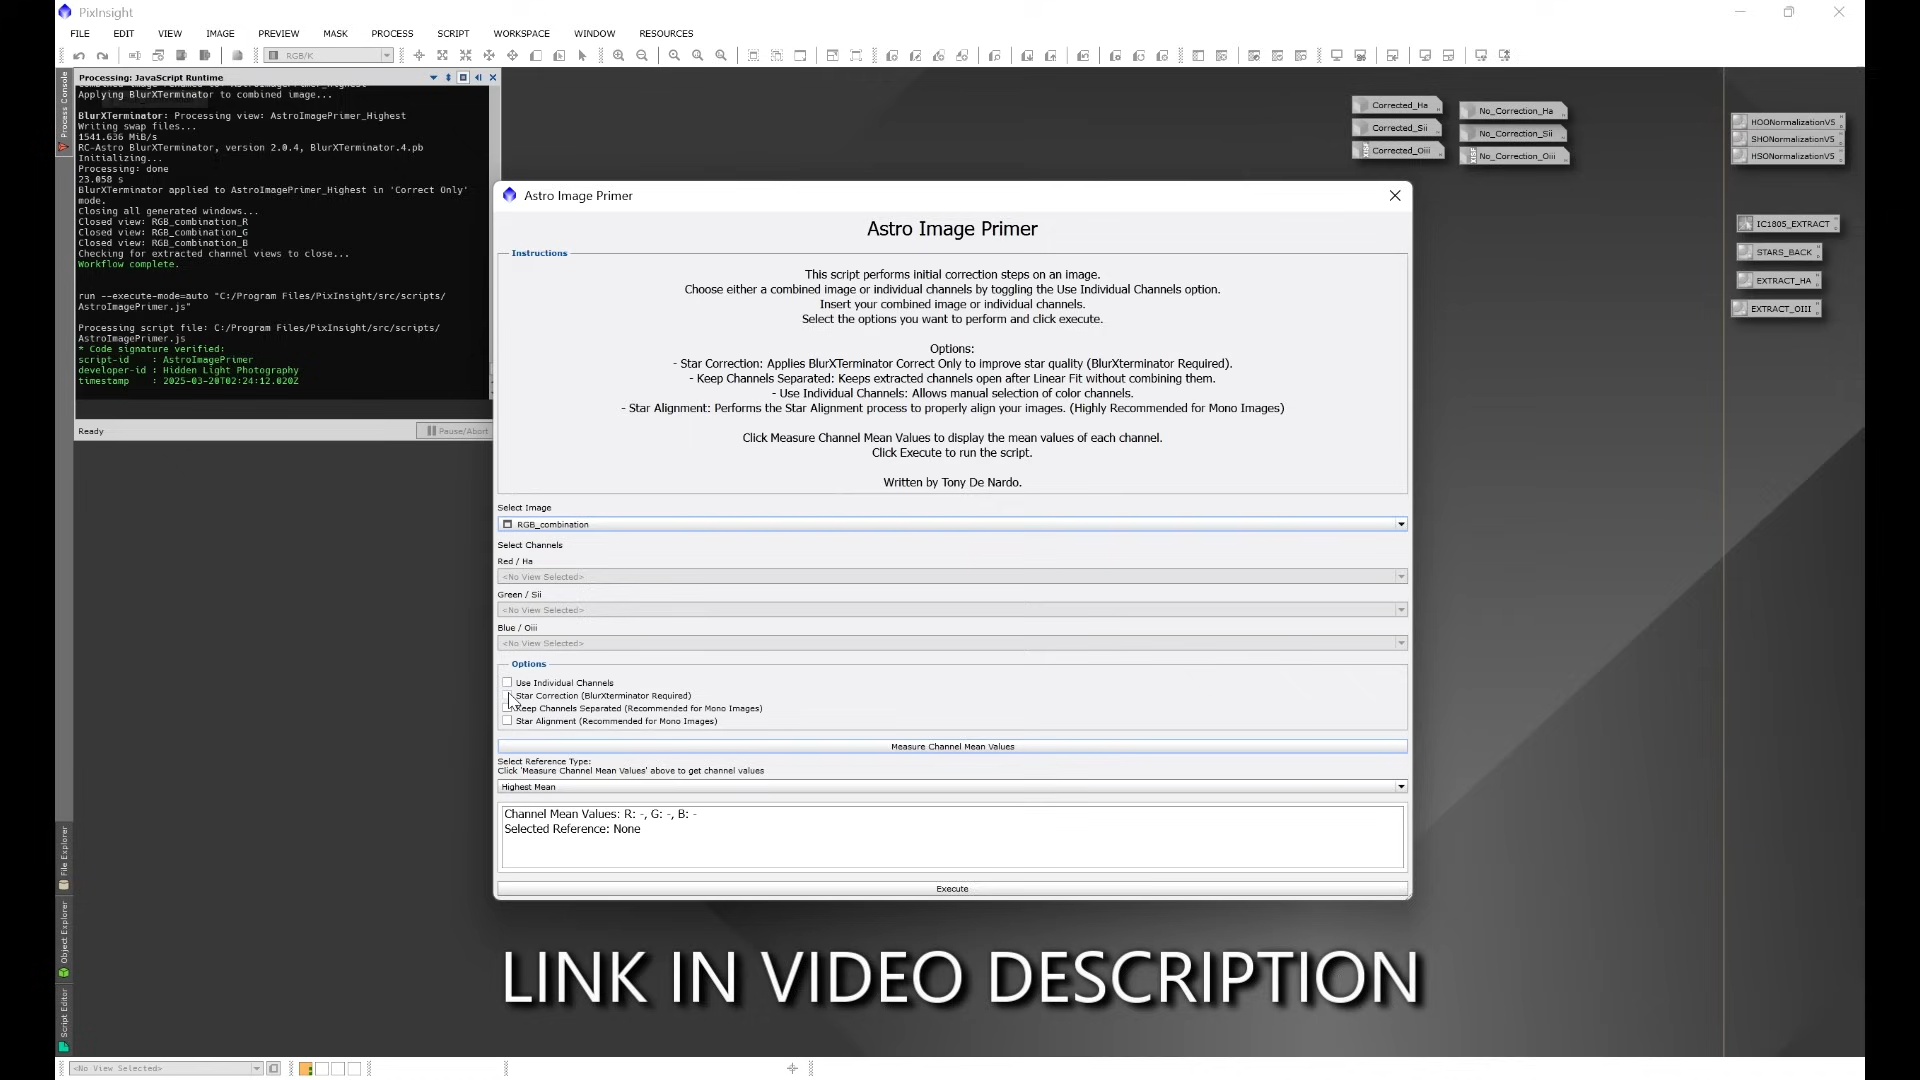 PixInsight
FILE EDIT VIEW IMAGE PREVIEW MASK PROCESS SCRIPT WORKSPACE WINDOW RESOURCES
RGB/K
Process Console
Processing: JavaScript Runtime
Applying BlurXTerminator to combined image...
BlurXTerminator: Processing view: AstroImagePrimer_Highest
Writing swap files...
1541.636 MiB/s
RC-Astro BlurXTerminator, version 2.0.4, BlurXTerminator.4.pb
Initializing...
Processing: done
23.058 s
BlurXTerminator applied to AstroImagePrimer_Highest in 'Correct Only'
mode.
Closing all generated windows...
Closed view: RGB_combination_R
Closed view: RGB_combination_G
Closed view: RGB_combination_B
Checking for extracted channel views to close...
Workflow complete.
run --execute-mode=auto "C:/Program Files/PixInsight/src/scripts/
AstroImagePrimer.js"
Processing script file: C:/Program Files/PixInsight/src/scripts/
AstroImagePrimer.js
* Code signature verified:
script-id : AstroImagePrimer
developer-id : Hidden Light Photography
timestamp : 2025-03-20T02:24:12.020Z
Ready
Pause/Abort
Corrected_Ha
Corrected_Sii
Corrected_Oiii
No_Correction_Ha
No_Correction_Sii
No_Correction_Oiii
HOONormalizationV5
SHONormalizationV5
HSONormalizationV5
IC1805_EXTRACT
STARS_BACK
EXTRACT_HA
EXTRACT_OIII
Astro Image Primer
Astro Image Primer
Instructions
This script performs initial correction steps on an image.
Choose either a combined image or individual channels by toggling the Use Individual Channels option.
Insert your combined image or individual channels.
Select the options you want to perform and click execute.
Options:
- Star Correction: Applies BlurXTerminator Correct Only to improve star quality (BlurXterminator Required).
- Keep Channels Separated: Keeps extracted channels open after Linear Fit without combining them.
- Use Individual Channels: Allows manual selection of color channels.
- Star Alignment: Performs the Star Alignment process to properly align your images. (Highly Recommended for Mono Images)
Click Measure Channel Mean Values to display the mean values of each channel.
Click Execute to run the script.
Written by Tony De Nardo.
Select Image
RGB_combination
Select Channels
Red / Ha
<No View Selected>
Green / Sii
<No View Selected>
Blue / Oiii
<No View Selected>
Options
Use Individual Channels
Star Correction (BlurXterminator Required)
Keep Channels Separated (Recommended for Mono Images)
Star Alignment (Recommended for Mono Images)
Measure Channel Mean Values
Select Reference Type:
Click 'Measure Channel Mean Values' above to get channel values
Highest Mean
Channel Mean Values: R: -, G: -, B: -
Selected Reference: None
Execute
File Explorer
Object Explorer
Script Editor
LINK IN VIDEO DESCRIPTION
<No View Selected>